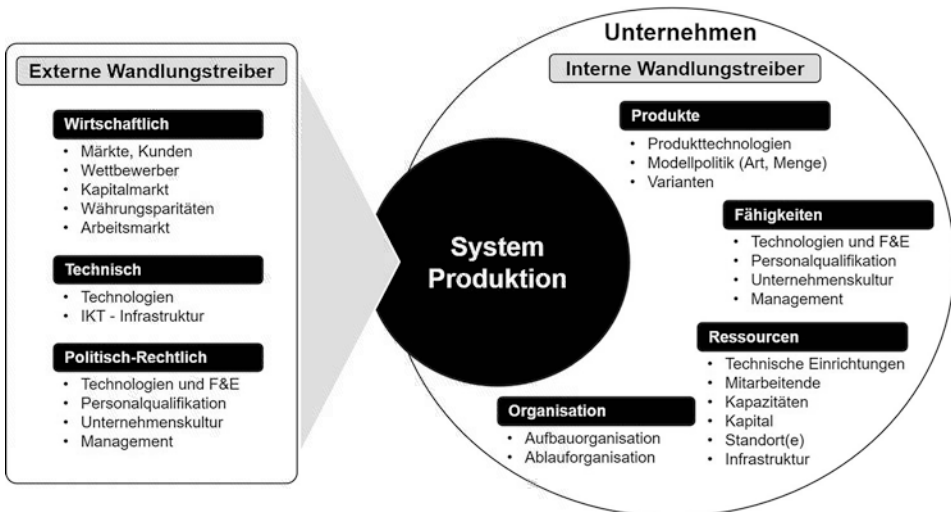 Externe Wandlungstreiber
Wirtschaftlich
• Märkte, Kunden
• Wettbewerber
• Kapitalmarkt
• Währungsparitäten
• Arbeitsmarkt
Technisch
• Technologien
• IKT - Infrastruktur
Politisch-Rechtlich
• Technologien und F&E
• Personalqualifikation
• Unternehmenskultur
• Management
System
Produktion
Unternehmen
Interne Wandlungstreiber
Produkte
• Produkttechnologien
• Modellpolitik (Art, Menge)
• Varianten
Fähigkeiten
• Technologien und F&E
• Personalqualifikation
• Unternehmenskultur
• Management
Ressourcen
• Technische Einrichtungen
• Mitarbeitende
• Kapazitäten
• Kapital
• Standort(e)
• Infrastruktur
Organisation
• Aufbauorganisation
• Ablauforganisation